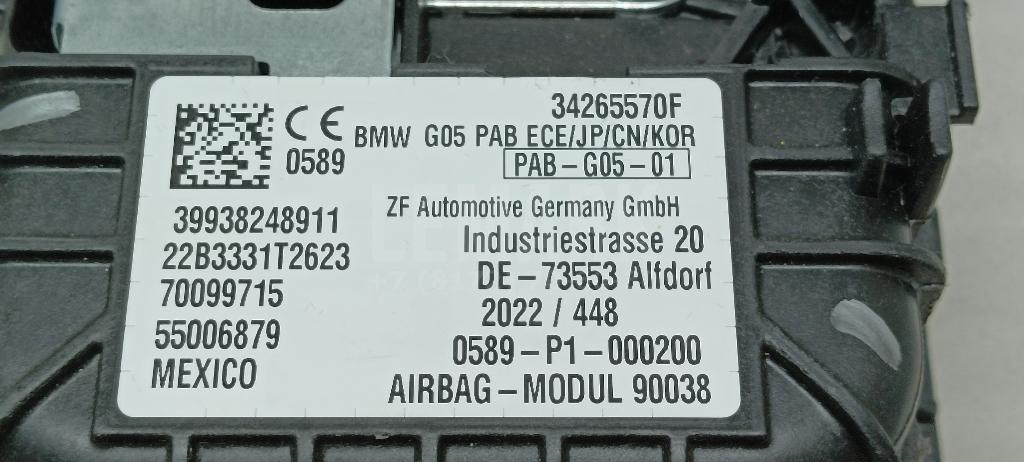 34265570F
CE
BMW G05 PAB ECE/JP/CN/KOR
0589
PAB-G05-01
39938248911
ZF Automotive Germany GmbH
22B3331T2623
Industriestrasse 20
70099715
DE-73553 Alfdorf
55006879
2022 / 448
MEXICO
0589-P1-000200
AIRBAG-MODUL 90038